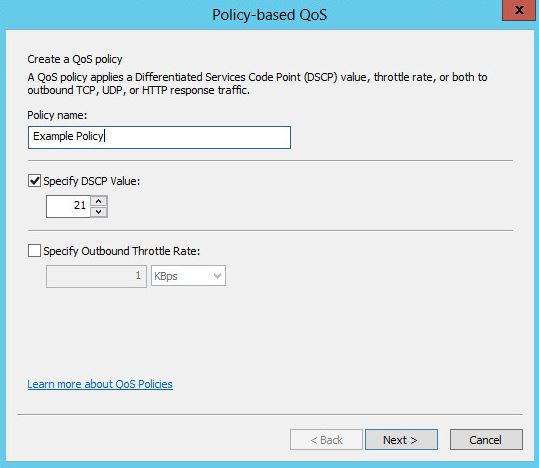 Policy-based QoS
x
Create a QoS policy
A QoS policy applies a Differentiated Services Code Point (DSCP) value, throttle rate, or both to
outbound TCP, UDP, or HTTP response traffic.
Policy name:
Example Policy
Specify DSCP Value:
21
Specify Outbound Throttle Rate:
1 KBps
Learn more about QoS Policies
< Back Next > Cancel